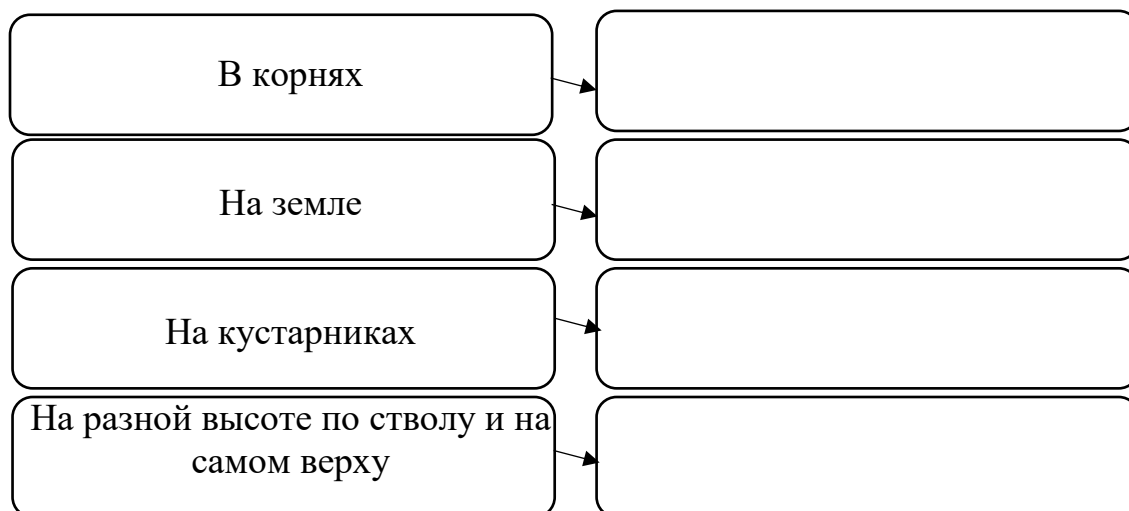 В корнях
На земле
На кустарниках
На разной высоте по стволу и на
самом верху